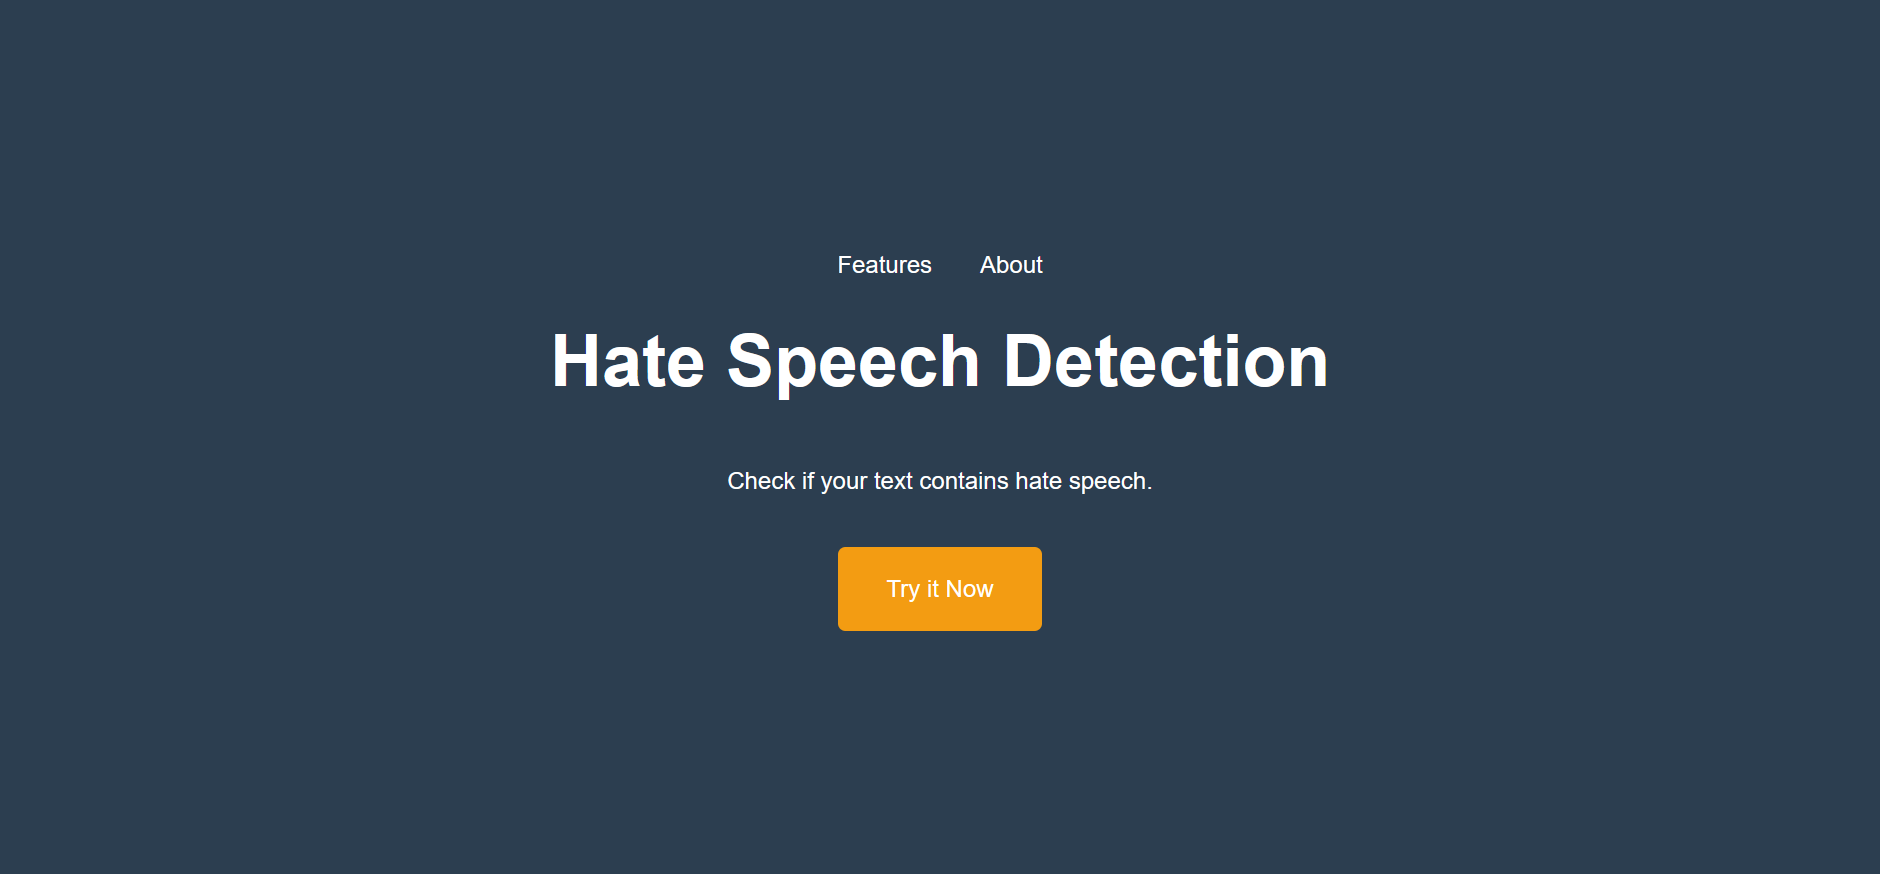 Features About
Hate Speech Detection
Check if your text contains hate speech.
Try it Now